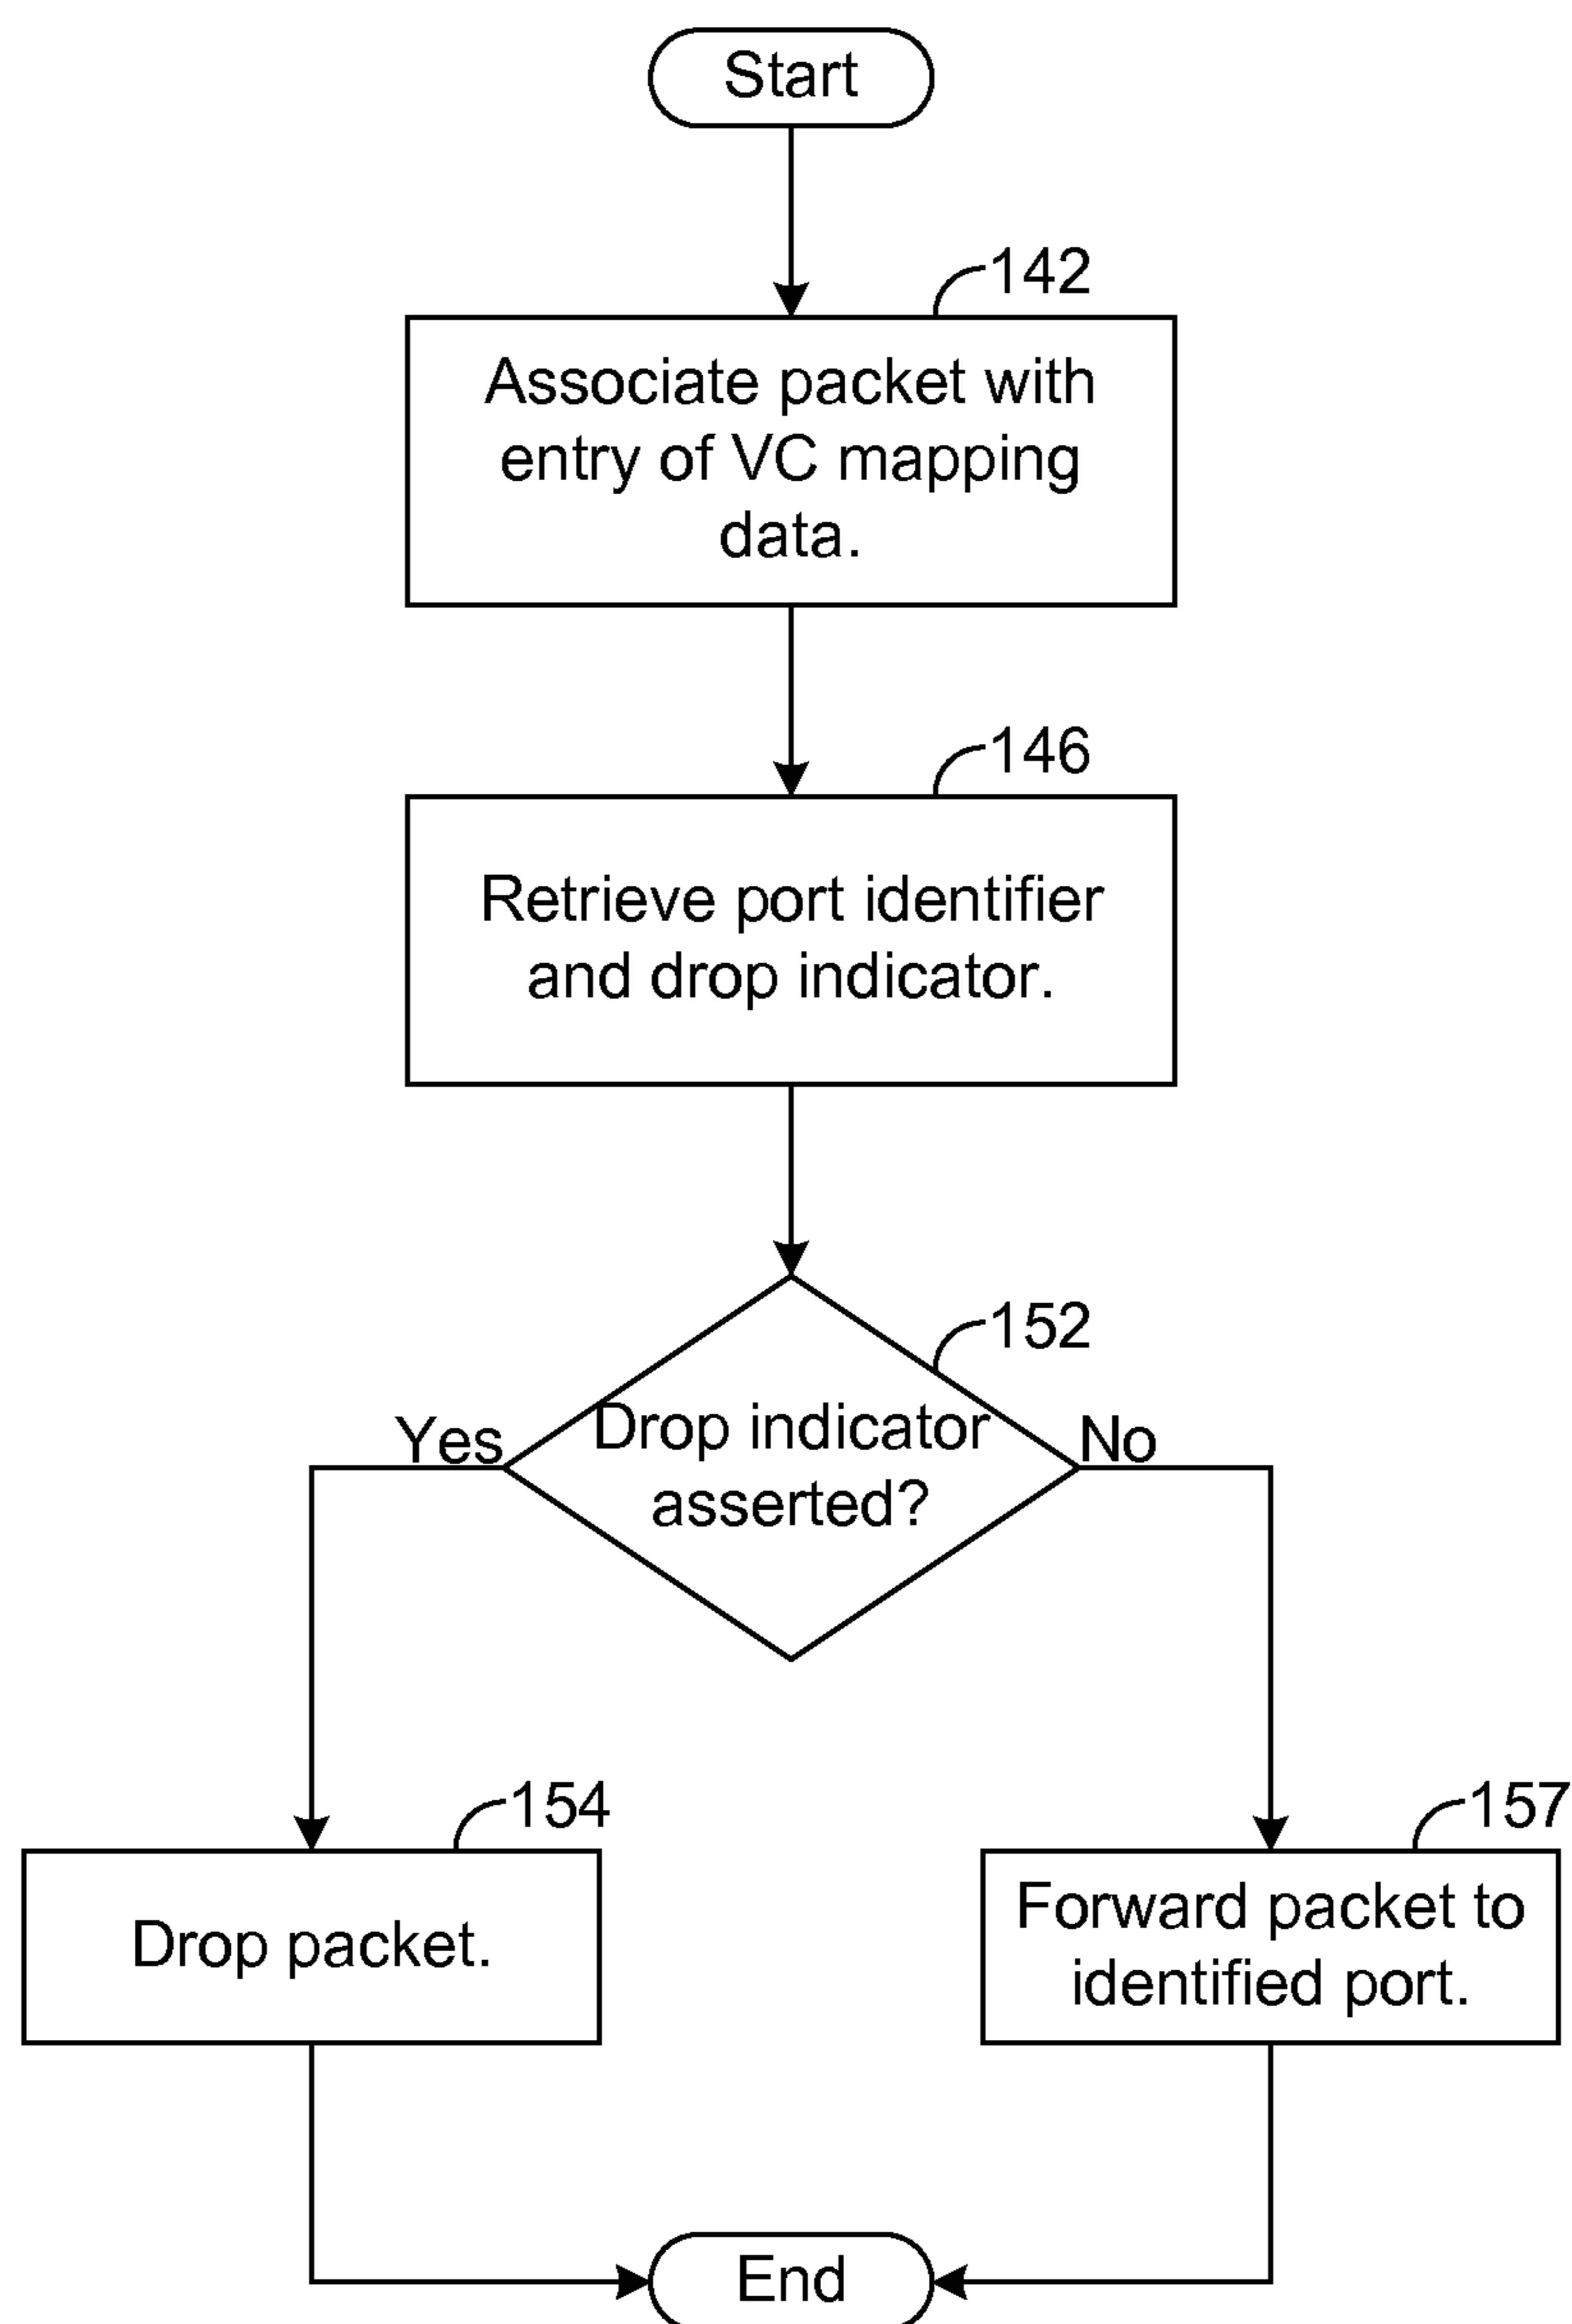 Start
142
Associate packet with
entry of VC mapping
data.
146
Retrieve port identifier
and drop indicator.
152
Yes
Drop indicator
asserted?
No
154
Drop packet.
157
Forward packet to
identified port.
End